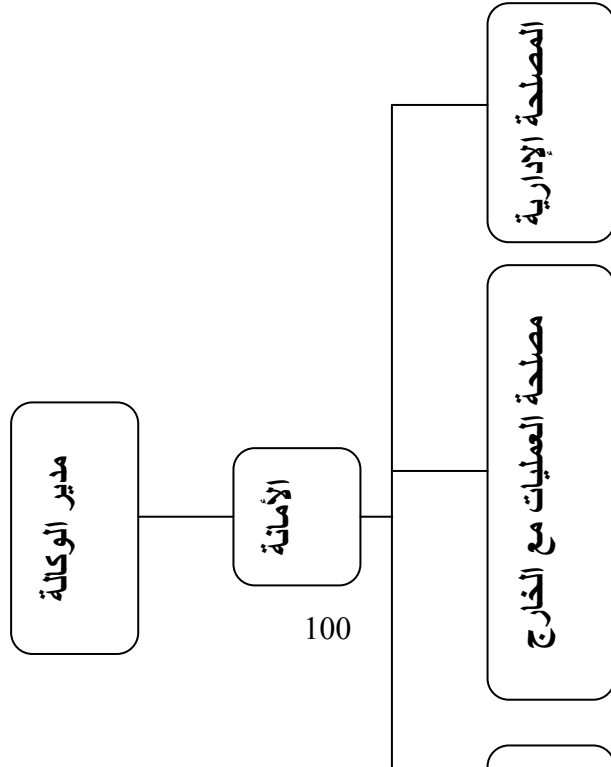 مدير الوكالة
الأمانة
المصلحة الإدارية
مصلحة العمليات مع الخارج
100